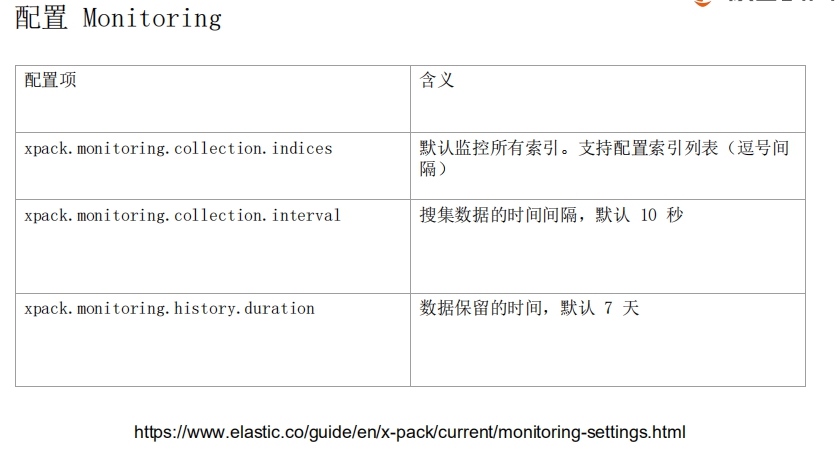 配置 Monitoring
配置项
含义
xpack.monitoring.collection.indices
默认监控所有索引。支持配置索引列表（逗号间
隔）
xpack.monitoring.collection.interval
搜集数据的时间间隔，默认 10 秒
xpack.monitoring.history.duration
数据保留的时间，默认 7 天
https://www.elastic.co/guide/en/x-pack/current/monitoring-settings.html